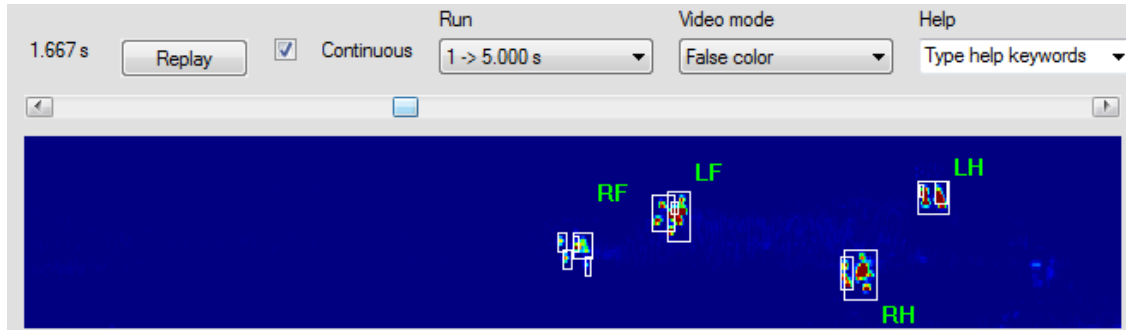 Run Video mode Help
1.667 s Replay Continuous 1 -> 5.000 s False color Type help keywords
LF LH
RF
RH